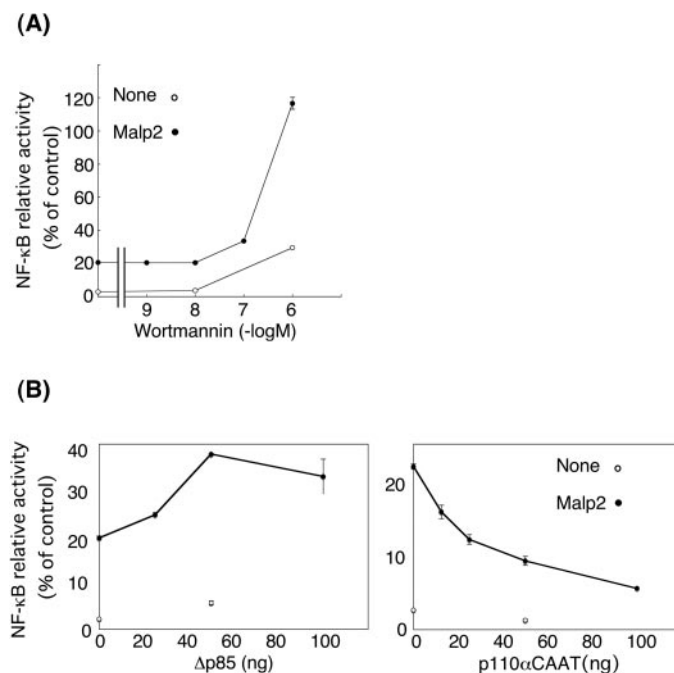 (A)
NF-κB relative activity
(% of control)
None
Malp2
120
100
80
60
40
20
0
9 8 7 6
Wortmannin (-logM)
(B)
NF-κB relative activity
(% of control)
40
30
20
10
0
0 20 40 60 80 100
Δp85 (ng)
None
Malp2
20
10
0
0 20 40 60 80 100
p110αCAAT(ng)